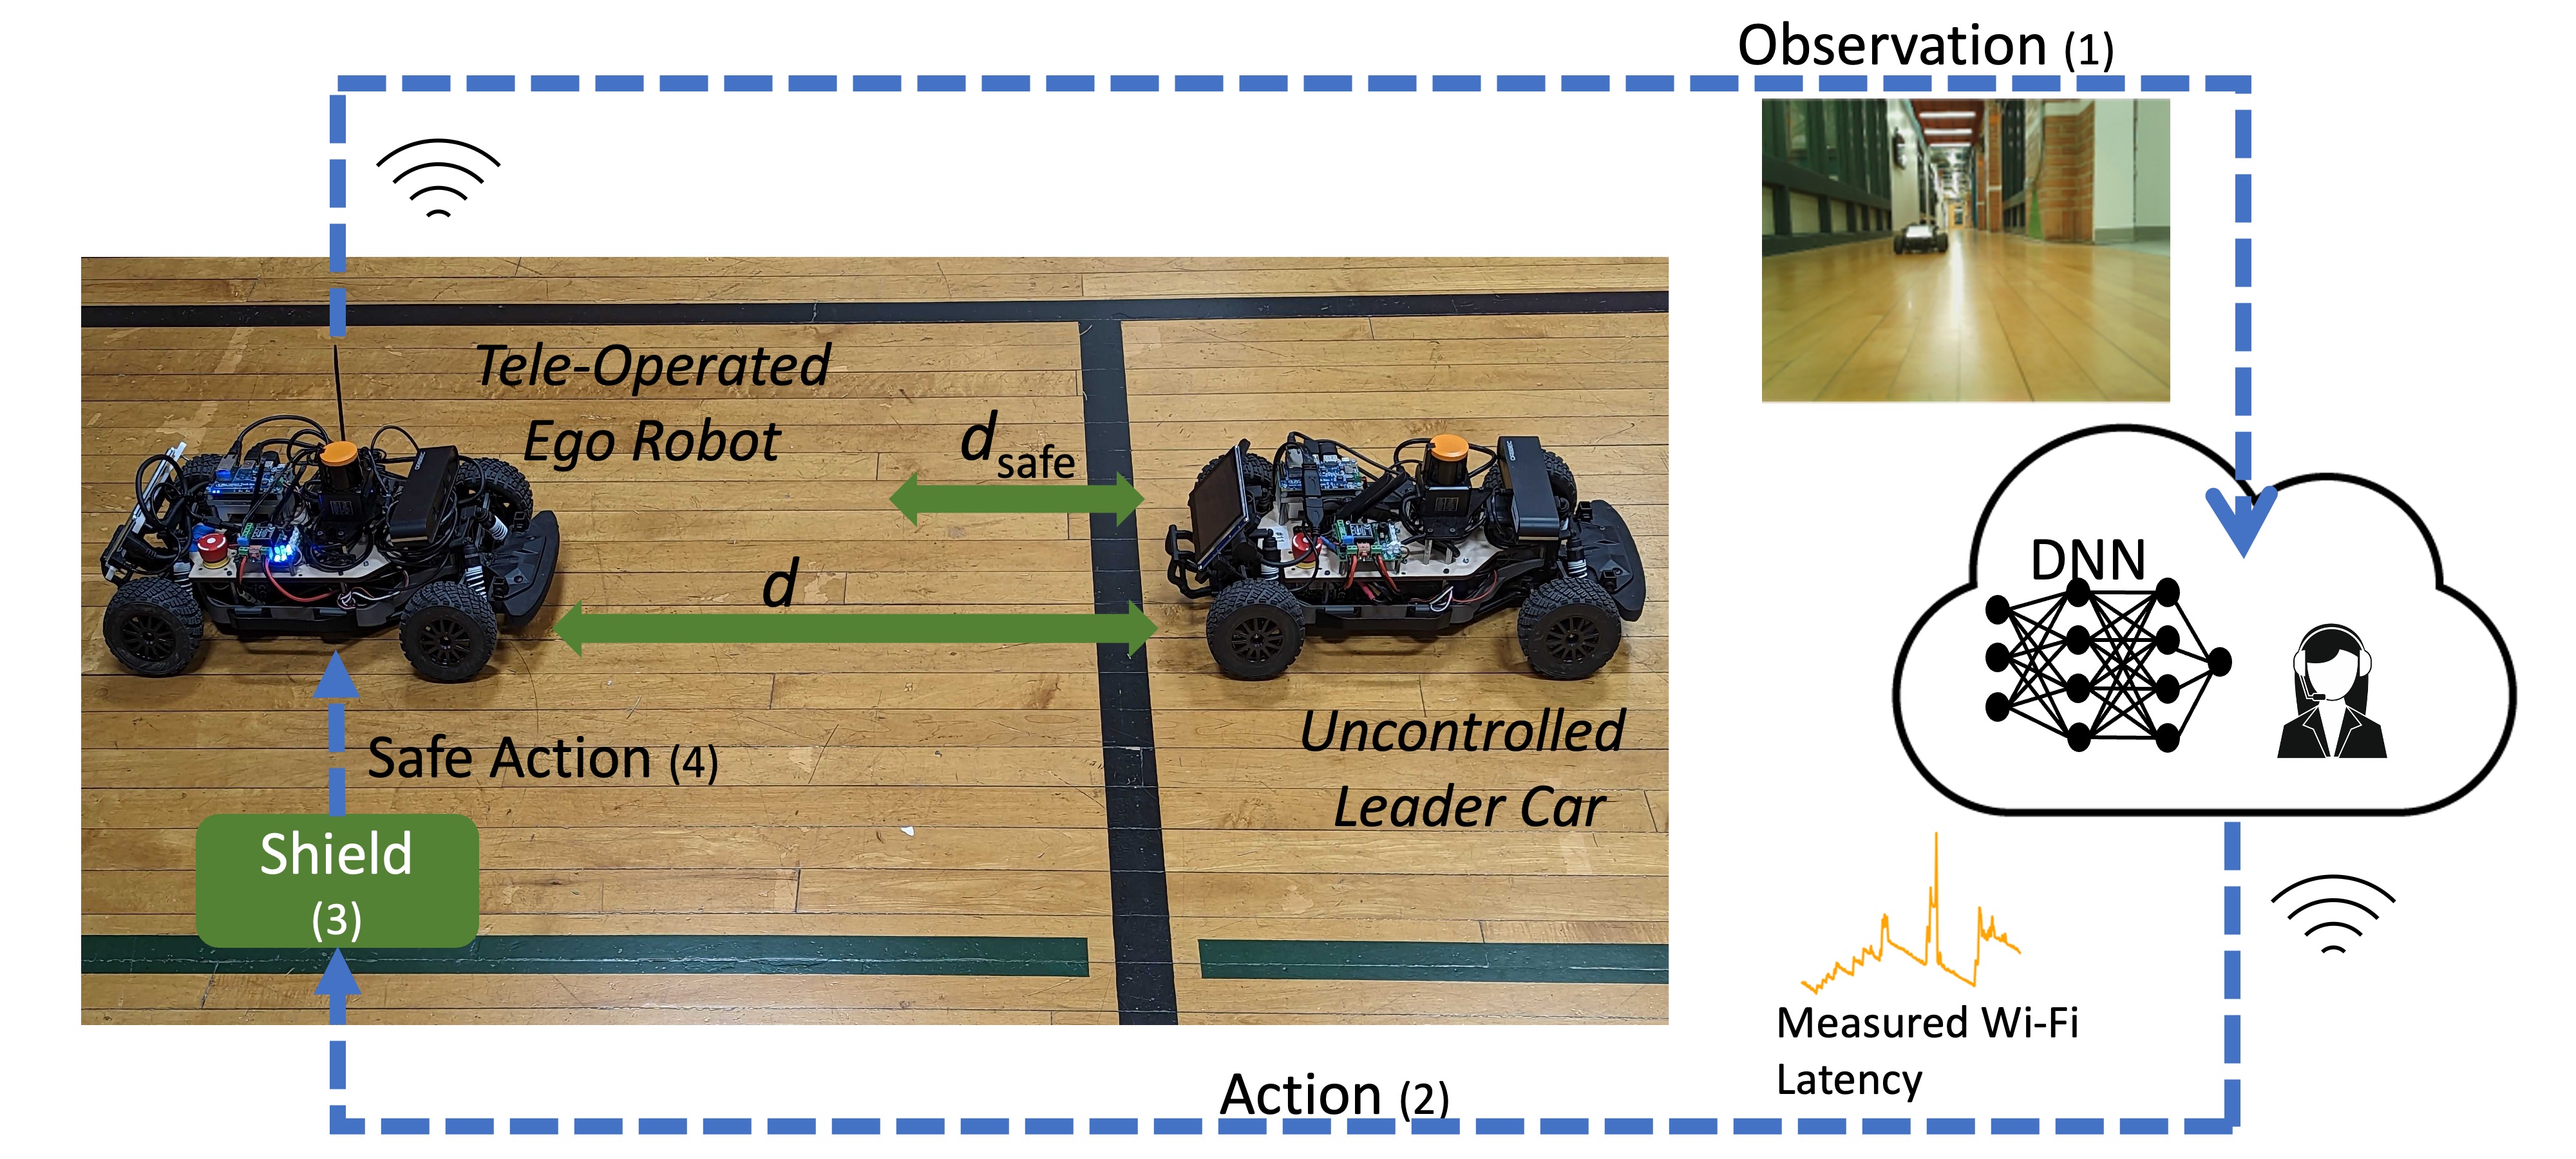 Observation (1)
Tele-Operated
Ego Robot
d safe
d
DNN
Uncontrolled
Leader Car
Safe Action (4)
Shield
(3)
Measured Wi-Fi
Latency
Action (2)